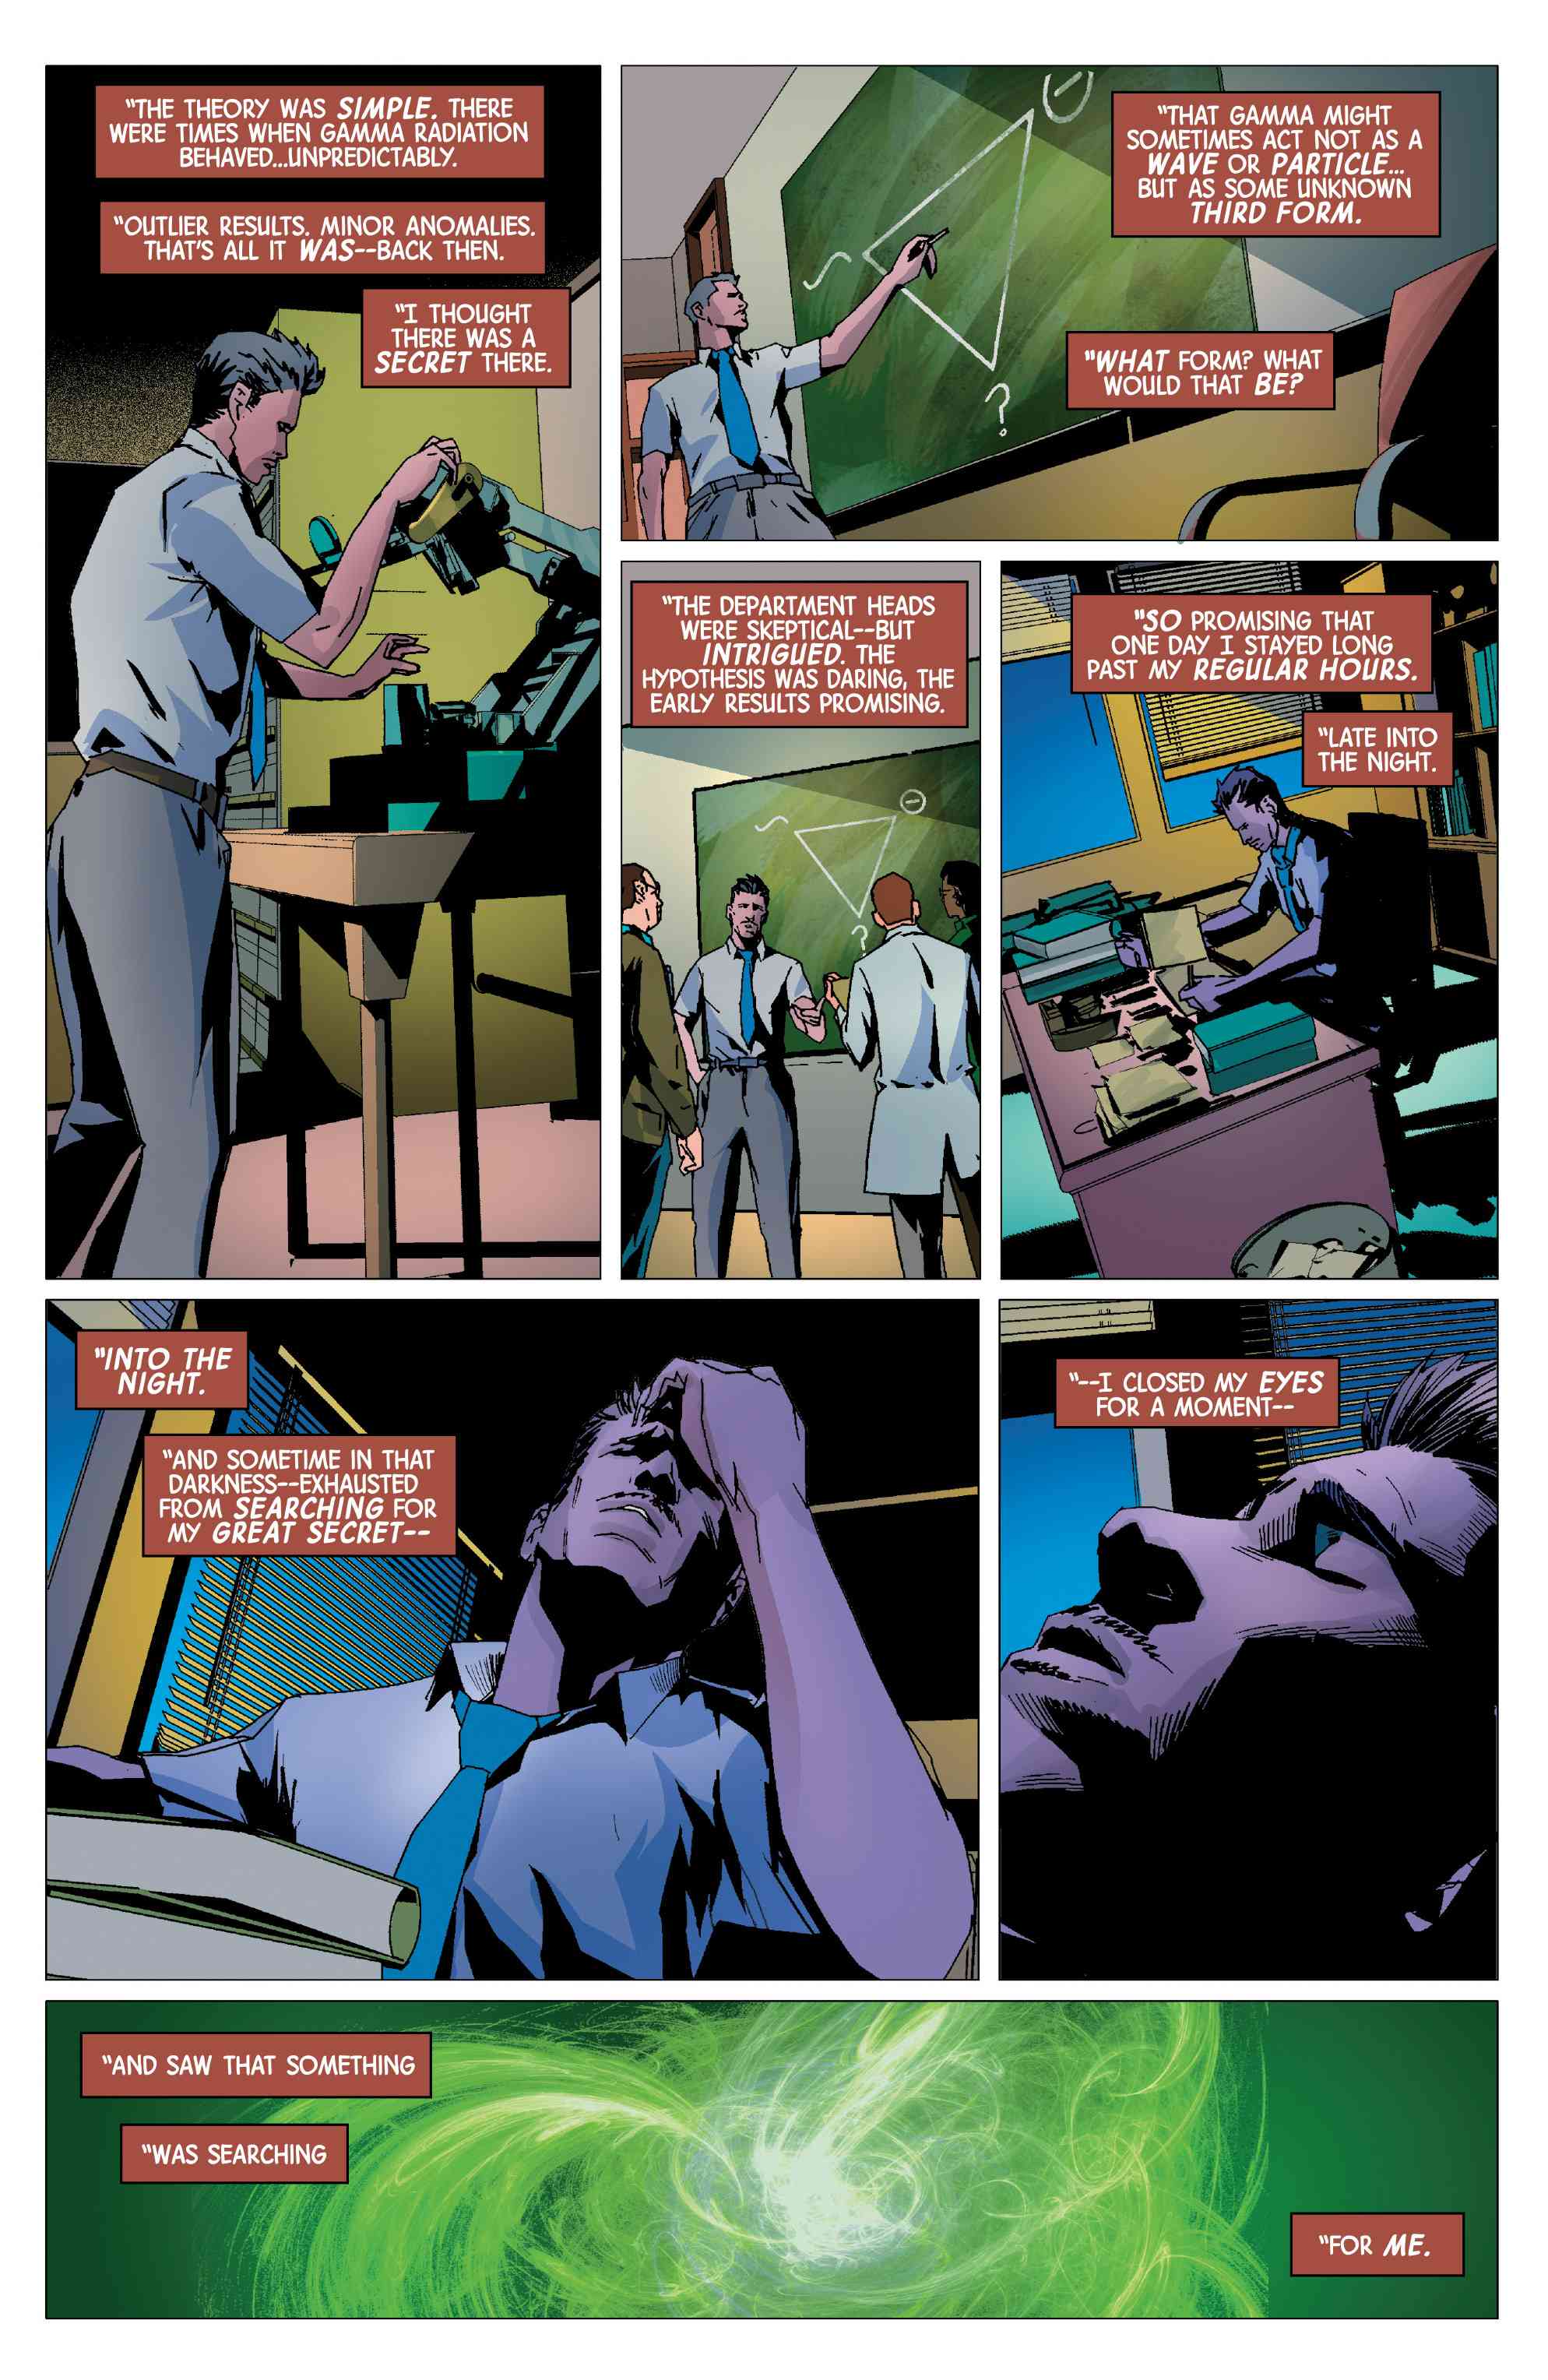 "THE THEORY WAS SIMPLE. THERE
WERE TIMES WHEN GAMMA RADIATION
BEHAVED...UNPREDICTABLY.
"OUTLIER RESULTS. MINOR ANOMALIES.
THAT'S ALL IT WAS--BACK THEN.
"I THOUGHT
THERE WAS A
SECRET THERE.
"THAT GAMMA MIGHT
SOMETIMES ACT NOT AS A
WAVE OR PARTICLE...
BUT AS SOME UNKNOWN
THIRD FORM.
"WHAT FORM? WHAT
WOULD THAT BE?
?
"THE DEPARTMENT HEADS
WERE SKEPTICAL--BUT
INTRIGUED. THE
HYPOTHESIS WAS DARING, THE
EARLY RESULTS PROMISING.
?
"SO PROMISING THAT
ONE DAY I STAYED LONG
PAST MY REGULAR HOURS.
"LATE INTO
THE NIGHT.
"INTO THE
NIGHT.
"AND SOMETIME IN THAT
DARKNESS--EXHAUSTED
FROM SEARCHING FOR
MY GREAT SECRET--
"--I CLOSED MY EYES
FOR A MOMENT--
"AND SAW THAT SOMETHING
"WAS SEARCHING
"FOR ME.